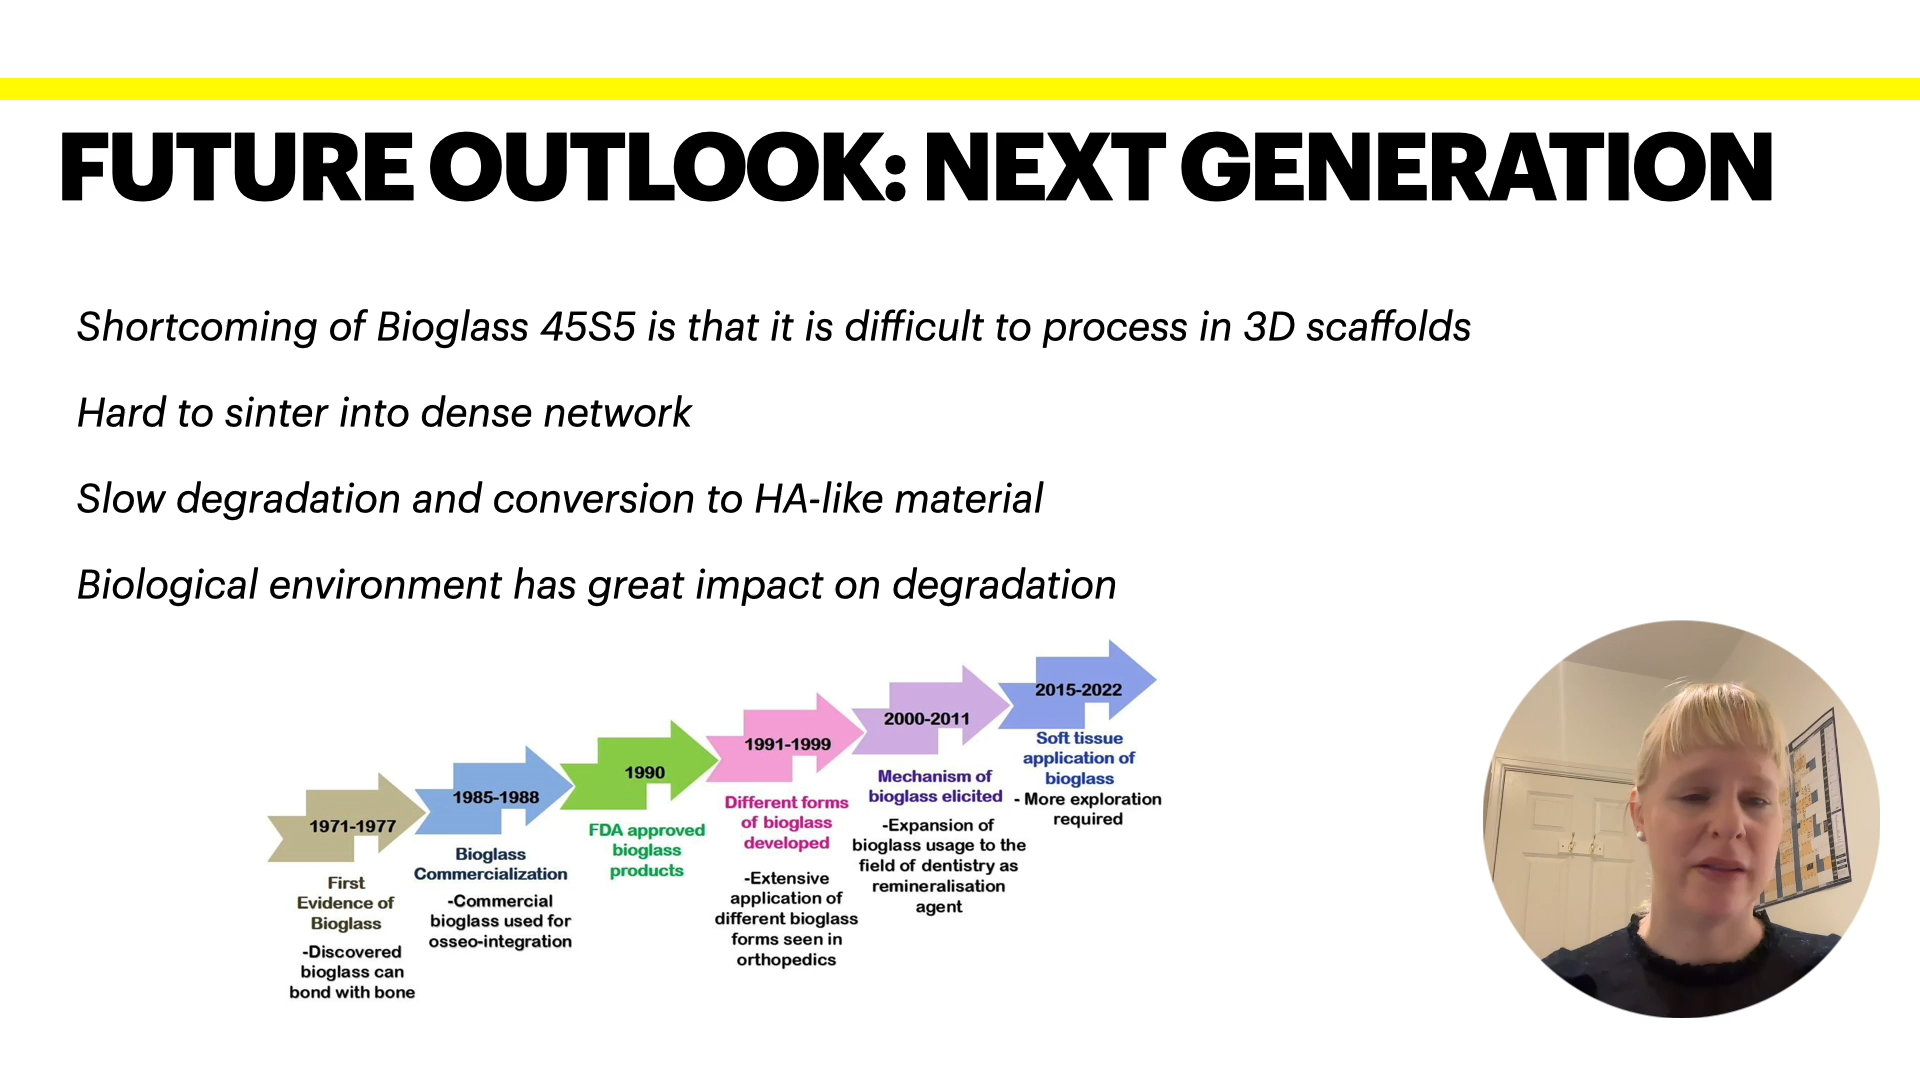 FUTURE OUTLOOK: NEXT GENERATION
Shortcoming of Bioglass 45S5 is that it is difficult to process in 3D scaffolds
Hard to sinter into dense network
Slow degradation and conversion to HA-like material
Biological environment has great impact on degradation
1971-1977
First
Evidence of
Bioglass
-Discovered
bioglass can
bond with bone
1985-1988
Bioglass
Commercialization
-Commercial
bioglass used for
osseo-integration
1990
FDA approved
bioglass
products
1991-1999
Different forms
of bioglass
developed
-Extensive
application of
different bioglass
forms seen in
orthopedics
2000-2011
Mechanism of
bioglass elicited
-Expansion of
bioglass usage to the
field of dentistry as
remineralisation
agent
2015-2022
Soft tissue
application of
bioglass
- More exploration
required